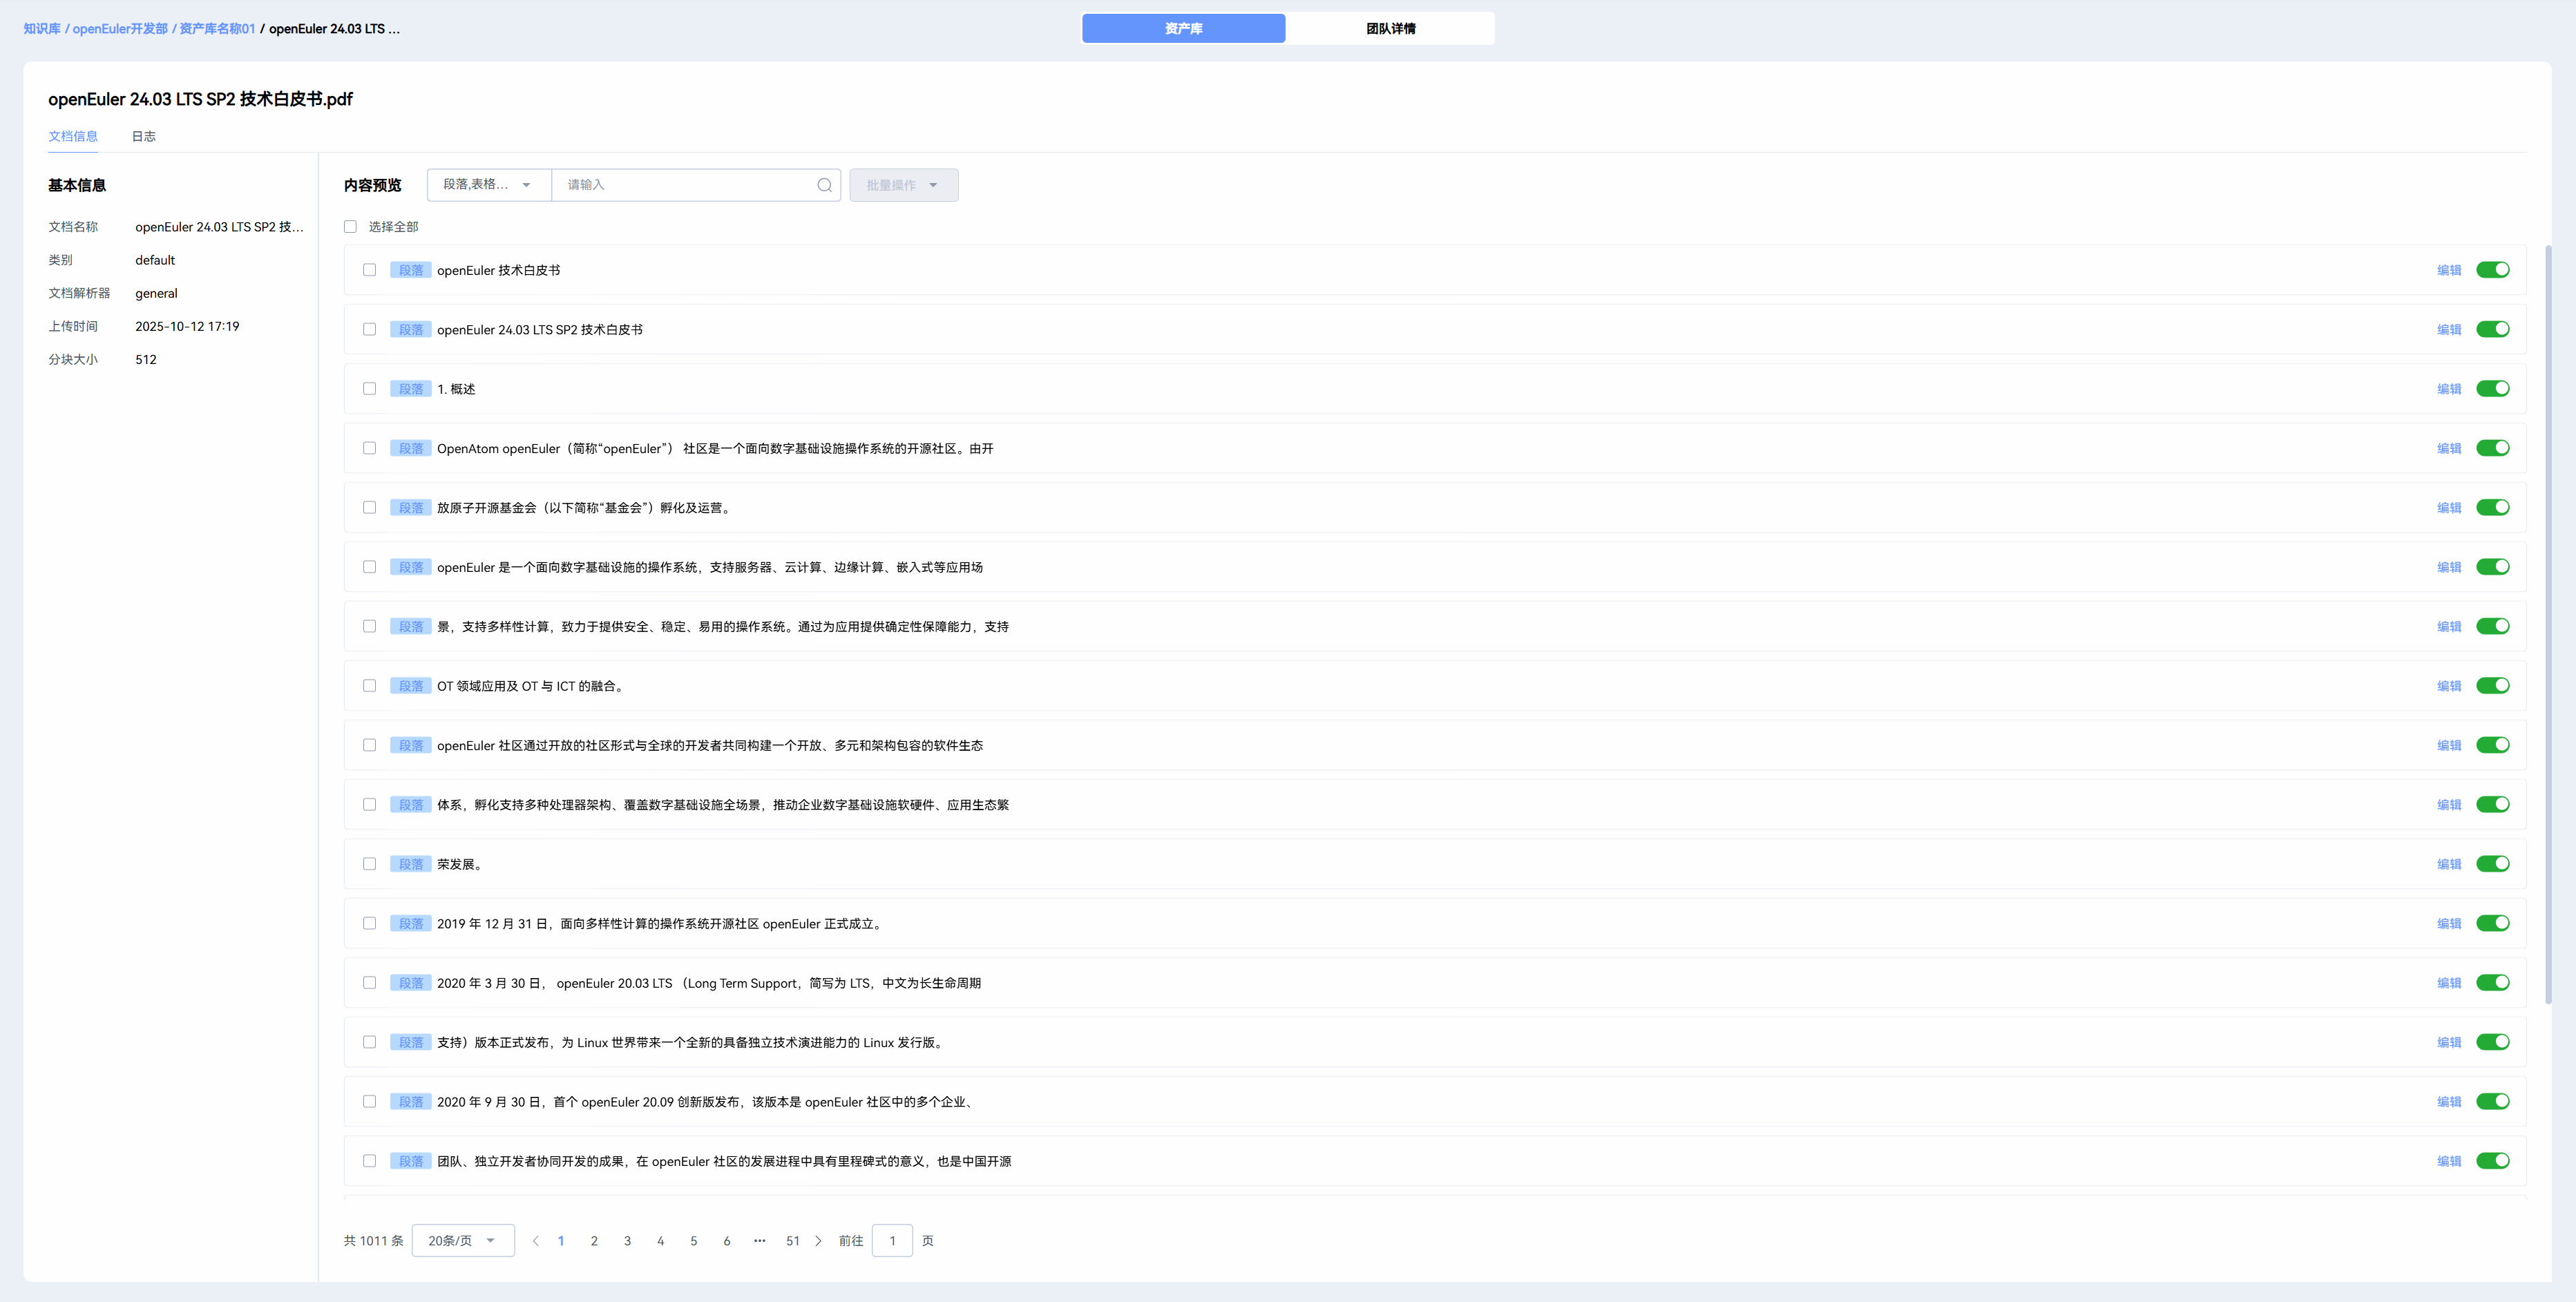 知识库 / openEuler开发部 / 资产库名称01 / openEuler 24.03 LTS ...
资产库
团队详情
openEuler 24.03 LTS SP2 技术白皮书.pdf
文档信息
日志
基本信息
文档名称 openEuler 24.03 LTS SP2 技...
类别 default
文档解析器 general
上传时间 2025-10-12 17:19
分块大小 512
内容预览 段落,表格... 请输入 批量操作
选择全部
段落 openEuler 技术白皮书 编辑
段落 openEuler 24.03 LTS SP2 技术白皮书 编辑
段落 1. 概述 编辑
段落 OpenAtom openEuler（简称“openEuler”） 社区是一个面向数字基础设施操作系统的开源社区。由开 编辑
段落 放原子开源基金会（以下简称“基金会”）孵化及运营。 编辑
段落 openEuler 是一个面向数字基础设施的操作系统，支持服务器、云计算、边缘计算、嵌入式等应用场 编辑
段落 景，支持多样性计算，致力于提供安全、稳定、易用的操作系统。通过为应用提供确定性保障能力，支持 编辑
段落 OT 领域应用及 OT 与 ICT 的融合。 编辑
段落 openEuler 社区通过开放的社区形式与全球的开发者共同构建一个开放、多元和架构包容的软件生态 编辑
段落 体系，孵化支持多种处理器架构、覆盖数字基础设施全场景，推动企业数字基础设施软硬件、应用生态繁 编辑
段落 荣发展。 编辑
段落 2019 年 12 月 31 日，面向多样性计算的操作系统开源社区 openEuler 正式成立。 编辑
段落 2020 年 3 月 30 日， openEuler 20.03 LTS （Long Term Support，简写为 LTS，中文为长生命周期 编辑
段落 支持）版本正式发布，为 Linux 世界带来一个全新的具备独立技术演进能力的 Linux 发行版。 编辑
段落 2020 年 9 月 30 日，首个 openEuler 20.09 创新版发布，该版本是 openEuler 社区中的多个企业、 编辑
段落 团队、独立开发者协同开发的成果，在 openEuler 社区的发展进程中具有里程碑式的意义，也是中国开源 编辑
共 1011 条 20条/页 1 2 3 4 5 6 ••• 51 前往 1 页